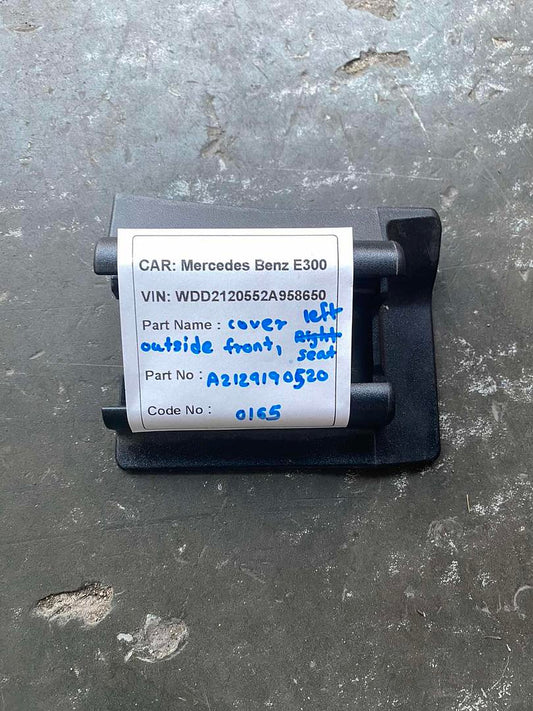 CAR: Mercedes Benz E300
VIN: WDD2120552A958650
Part Name : cover left
outside front, right seat
Part No : A2129190520
Code No : 0165